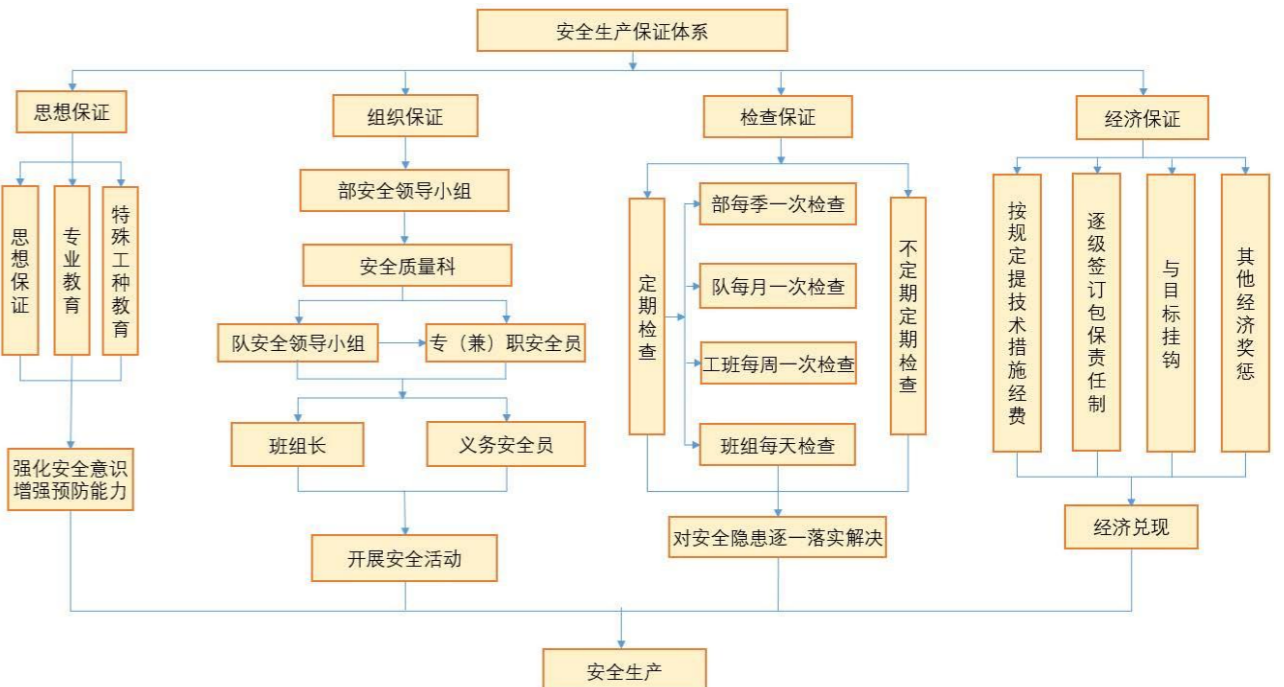 安全生产保证体系
思想保证
组织保证
检查保证
经济保证
思想保证
专业教育
特殊工种教育
强化安全意识
增强预防能力
部安全领导小组
安全质量科
队安全领导小组
专（兼）职安全员
班组长
义务安全员
开展安全活动
定期检查
部每季一次检查
队每月一次检查
工班每周一次检查
班组每天检查
不定期定期检查
对安全隐患逐一落实解决
按规定提技术措施经费
逐级签订包保责任制
与目标挂钩
其他经济奖惩
经济兑现
安全生产